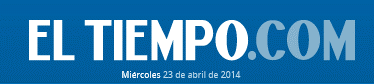 EL TIEMPO.COM
Miércoles 23 de abril de 2014